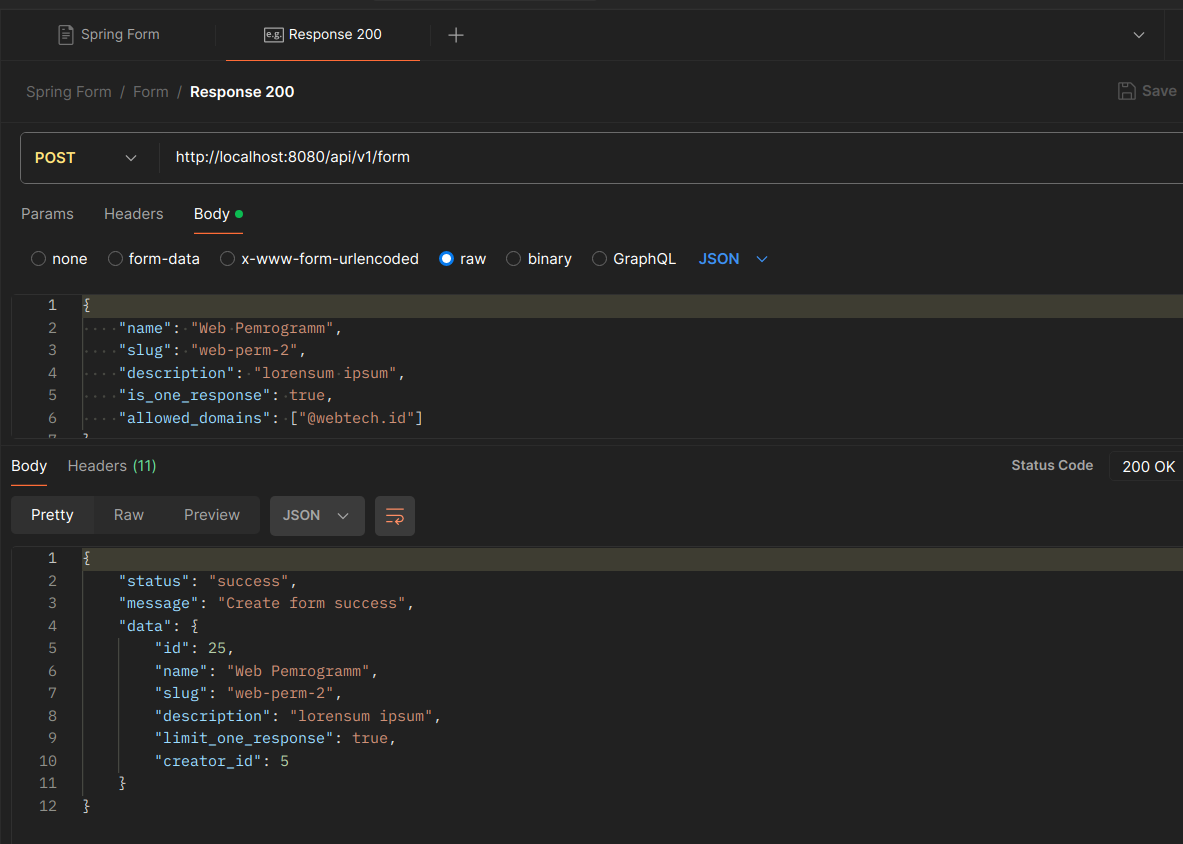 Spring Form
e.g. Response 200
Spring Form / Form / Response 200
Save
POST
http://localhost:8080/api/v1/form
Params Headers Body
none form-data x-www-form-urlencoded raw binary GraphQL JSON
1 {
2 "name": "Web Pemrogramm",
3 "slug": "web-perm-2",
4 "description": "lorensum ipsum",
5 "is_one_response": true,
6 "allowed_domains": ["@webtech.id"]
7 }
Body Headers (11)
Status Code 200 OK
Pretty Raw Preview JSON
1 {
2 "status": "success",
3 "message": "Create form success",
4 "data": {
5 "id": 25,
6 "name": "Web Pemrogramm",
7 "slug": "web-perm-2",
8 "description": "lorensum ipsum",
9 "limit_one_response": true,
10 "creator_id": 5
11 }
12 }